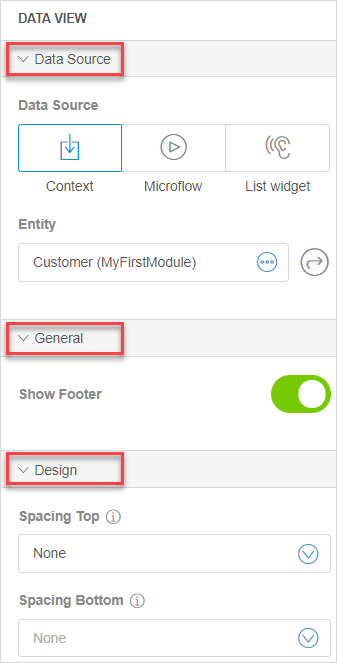 DATA VIEW
Data Source
Data Source
Context Microflow List widget
Entity
Customer (MyFirstModule)
General
Show Footer
Design
Spacing Top
None
Spacing Bottom
None